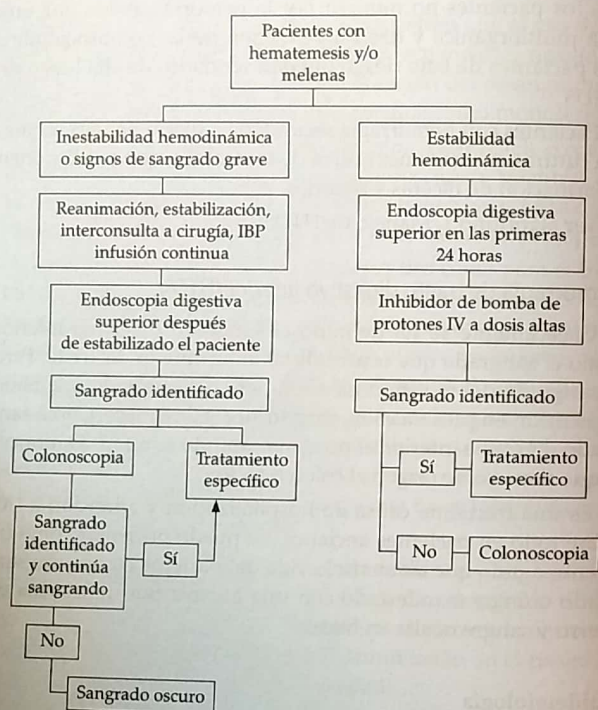 Pacientes con
hematemesis y/o
melenas
Inestabilidad hemodinámica
o signos de sangrado grave
Estabilidad
hemodinámica
Reanimación, estabilización,
interconsulta a cirugía, IBP
infusión continua
Endoscopia digestiva
superior en las primeras
24 horas
Endoscopia digestiva
superior después
de estabilizado el paciente
Inhibidor de bomba de
protones IV a dosis altas
Sangrado identificado
Sangrado identificado
Colonoscopia
Tratamiento
específico
Sí
Tratamiento
específico
Sangrado
identificado
y continúa
sangrando
Sí
No
Colonoscopia
No
Sangrado oscuro